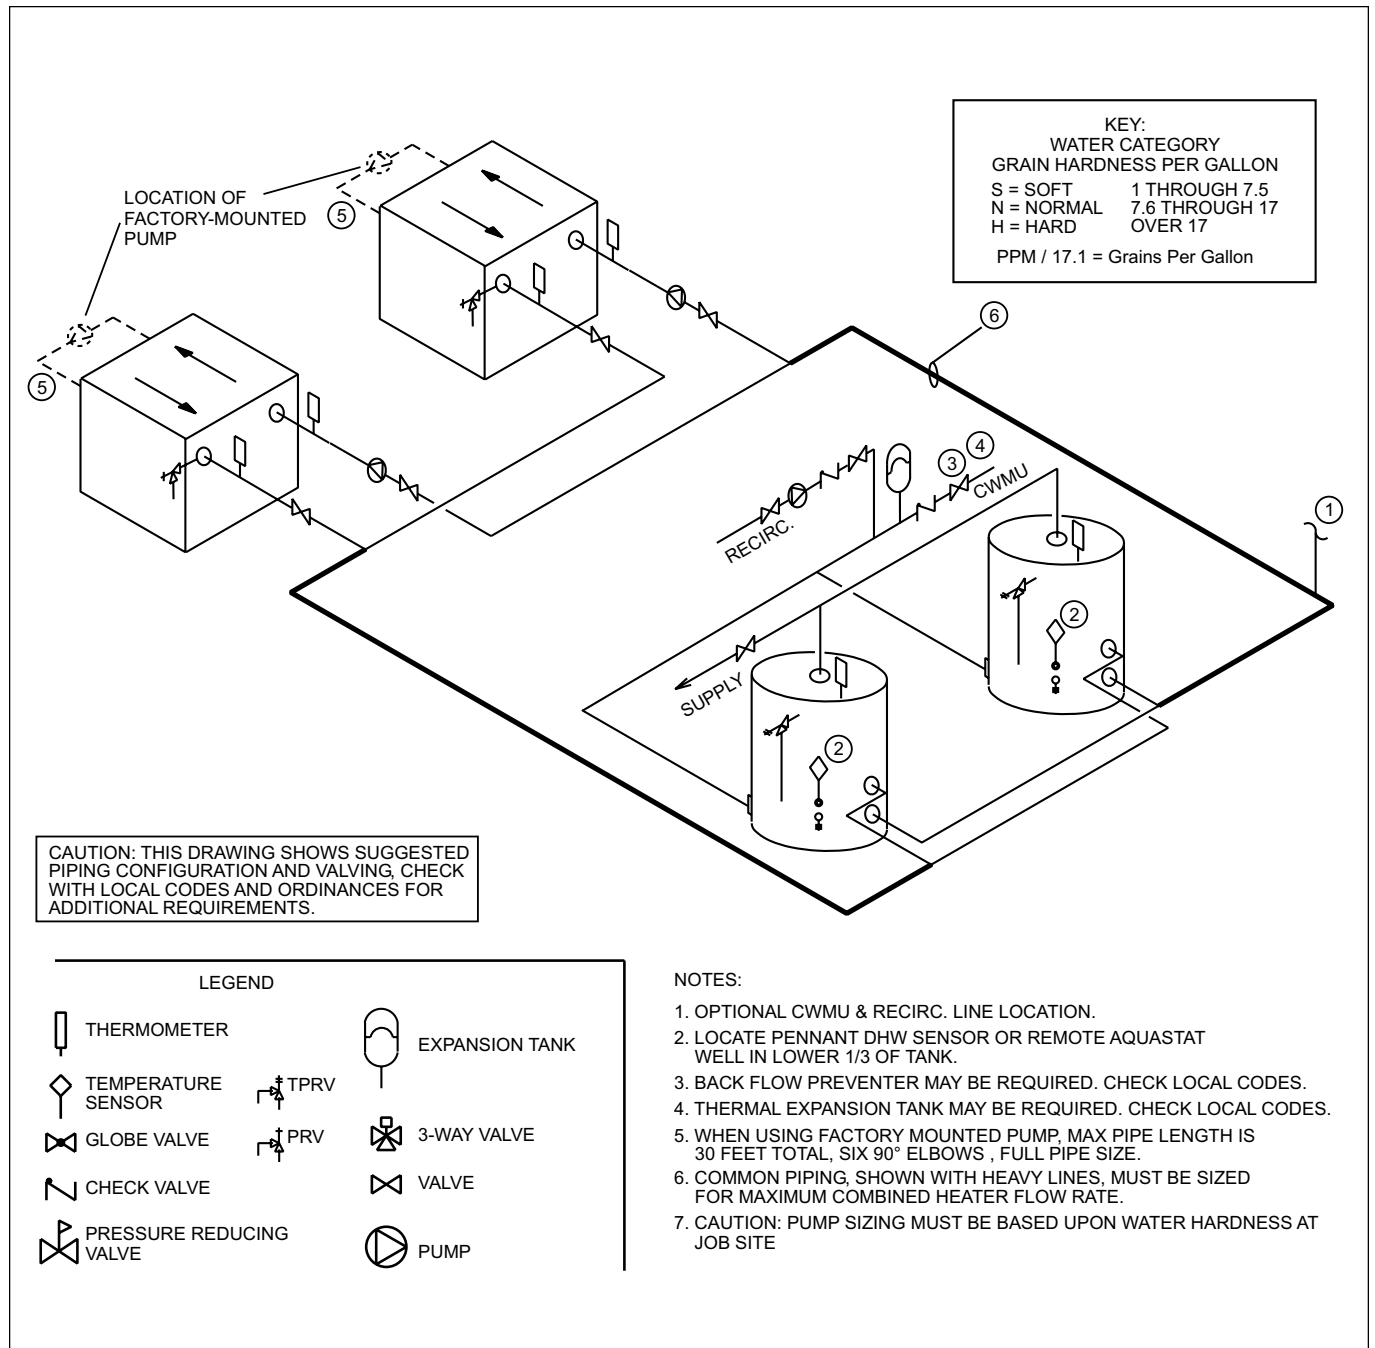 KEY:
WATER CATEGORY
GRAIN HARDNESS PER GALLON
S = SOFT 1 THROUGH 7.5
N = NORMAL 7.6 THROUGH 17
H = HARD OVER 17
PPM / 17.1 = Grains Per Gallon
LOCATION OF
FACTORY-MOUNTED
PUMP
5
5
6
4
3
CWMU
RECIRC.
1
2
SUPPLY
2
CAUTION: THIS DRAWING SHOWS SUGGESTED
PIPING CONFIGURATION AND VALVING, CHECK
WITH LOCAL CODES AND ORDINANCES FOR
ADDITIONAL REQUIREMENTS.
LEGEND
THERMOMETER
TEMPERATURE
SENSOR
GLOBE VALVE
CHECK VALVE
PRESSURE REDUCING
VALVE
TPRV
PRV
EXPANSION TANK
3-WAY VALVE
VALVE
PUMP
NOTES:
1. OPTIONAL CWMU & RECIRC. LINE LOCATION.
2. LOCATE PENNANT DHW SENSOR OR REMOTE AQUASTAT
WELL IN LOWER 1/3 OF TANK.
3. BACK FLOW PREVENTER MAY BE REQUIRED. CHECK LOCAL CODES.
4. THERMAL EXPANSION TANK MAY BE REQUIRED. CHECK LOCAL CODES.
5. WHEN USING FACTORY MOUNTED PUMP, MAX PIPE LENGTH IS
30 FEET TOTAL, SIX 90° ELBOWS , FULL PIPE SIZE.
6. COMMON PIPING, SHOWN WITH HEAVY LINES, MUST BE SIZED
FOR MAXIMUM COMBINED HEATER FLOW RATE.
7. CAUTION: PUMP SIZING MUST BE BASED UPON WATER HARDNESS AT
JOB SITE